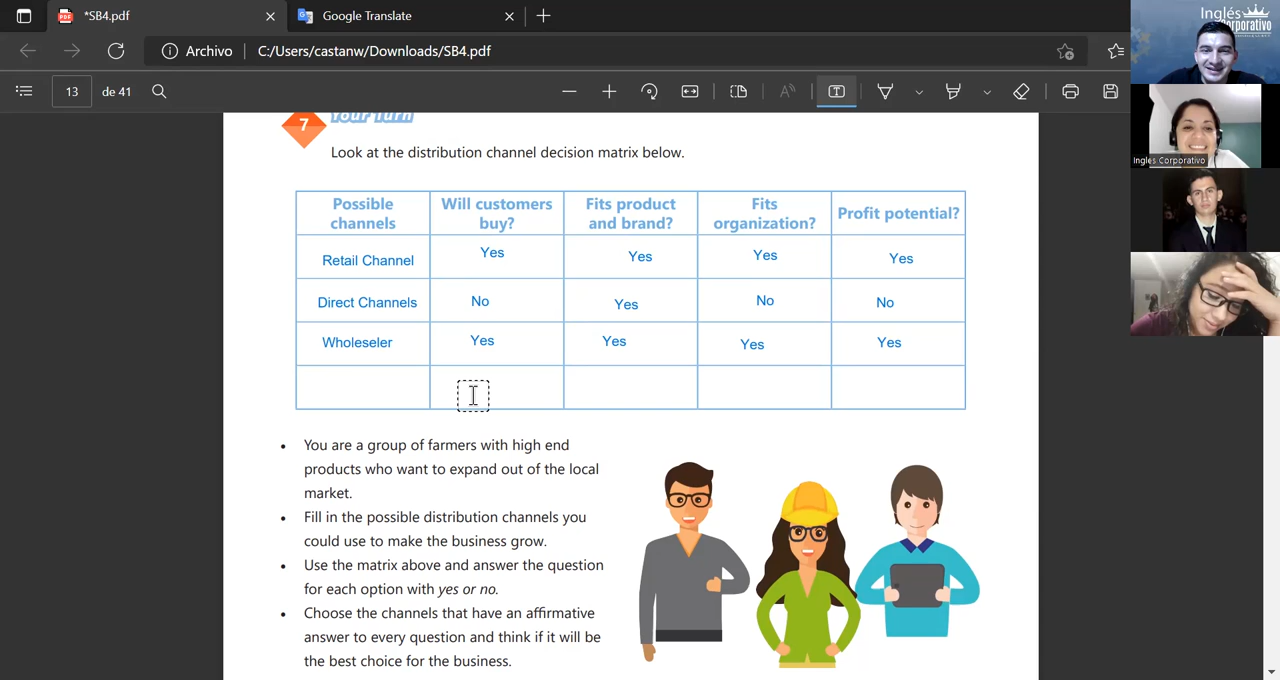 *SB4.pdf
Google Translate
Archivo
C:/Users/castanw/Downloads/SB4.pdf
13 de 41
Inglés
Corporativo
Ingles Corporativo
7 Your Turn
Look at the distribution channel decision matrix below.
Possible channels | Will customers buy? | Fits product and brand? | Fits organization? | Profit potential?
Retail Channel | Yes | Yes | Yes | Yes
Direct Channels | No | Yes | No | No
Wholeseler | Yes | Yes | Yes | Yes
• You are a group of farmers with high end
products who want to expand out of the local
market.
• Fill in the possible distribution channels you
could use to make the business grow.
• Use the matrix above and answer the question
for each option with yes or no.
• Choose the channels that have an affirmative
answer to every question and think if it will be
the best choice for the business.